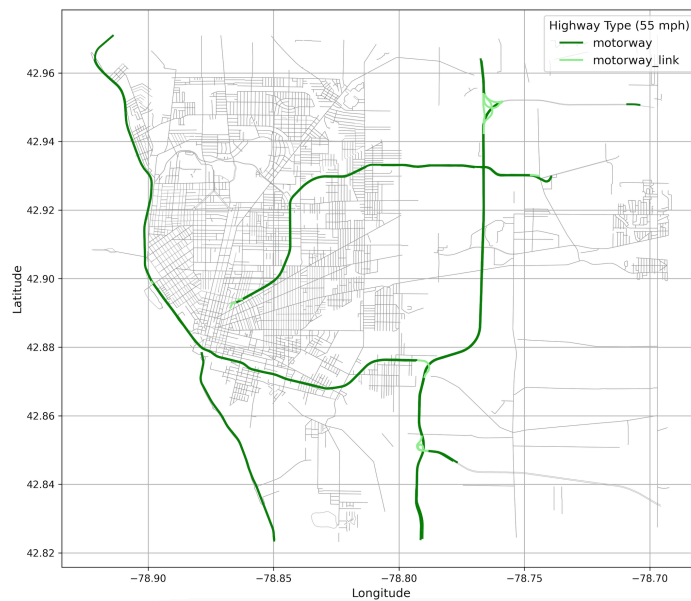 Highway Type (55 mph)
motorway
motorway_link
42.96
42.94
42.92
42.90
42.88
42.86
42.84
42.82
Latitude
−78.90
−78.85
−78.80
−78.75
−78.70
Longitude